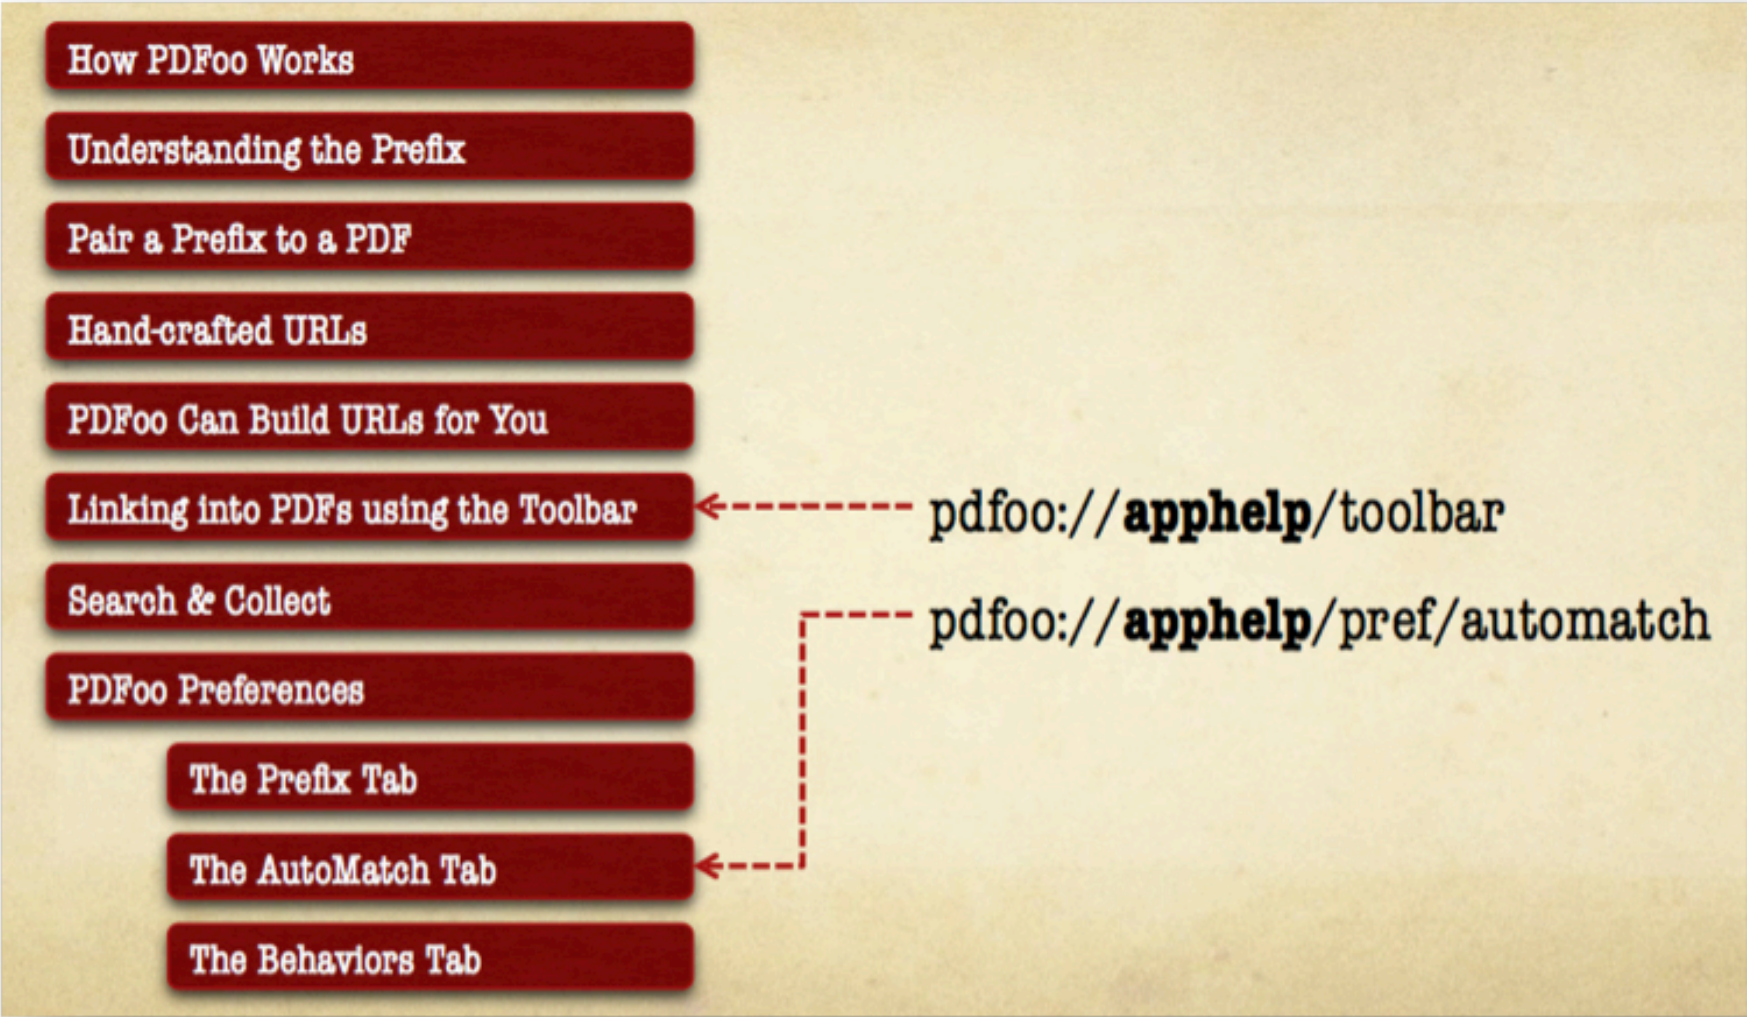 How PDFoo Works
Understanding the Prefix
Pair a Prefix to a PDF
Hand-crafted URLs
PDFoo Can Build URLs for You
Linking into PDFs using the Toolbar
pdfoo://apphelp/toolbar
Search & Collect
pdfoo://apphelp/pref/automatch
PDFoo Preferences
The Prefix Tab
The AutoMatch Tab
The Behaviors Tab